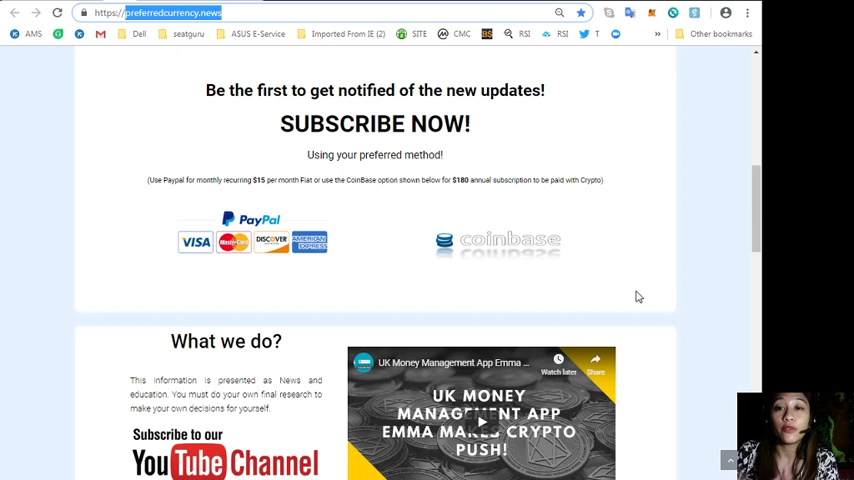 https://preferredcurrency.news
AMS
Dell
seatguru
ASUS E-Service
Imported From IE (2)
SITE
CMC
RSI
RSI
T
»
Other bookmarks
Be the first to get notified of the new updates!
SUBSCRIBE NOW!
Using your preferred method!
(Use Paypal for monthly recurring $15 per month Fiat or use the CoinBase option shown below for $180 annual subscription to be paid with Crypto)
PayPal
VISA MasterCard DISCOVER AMERICAN EXPRESS
coinbase
What we do?
This information is presented as News and
education. You must do your own final research to
make your own decisions for yourself.
Subscribe to our
YouTube Channel
UK Money Management App Emma ...
Watch later
Share
UK MONEY
MANAGEMENT APP
EMMA MAKES CRYPTO
PUSH!